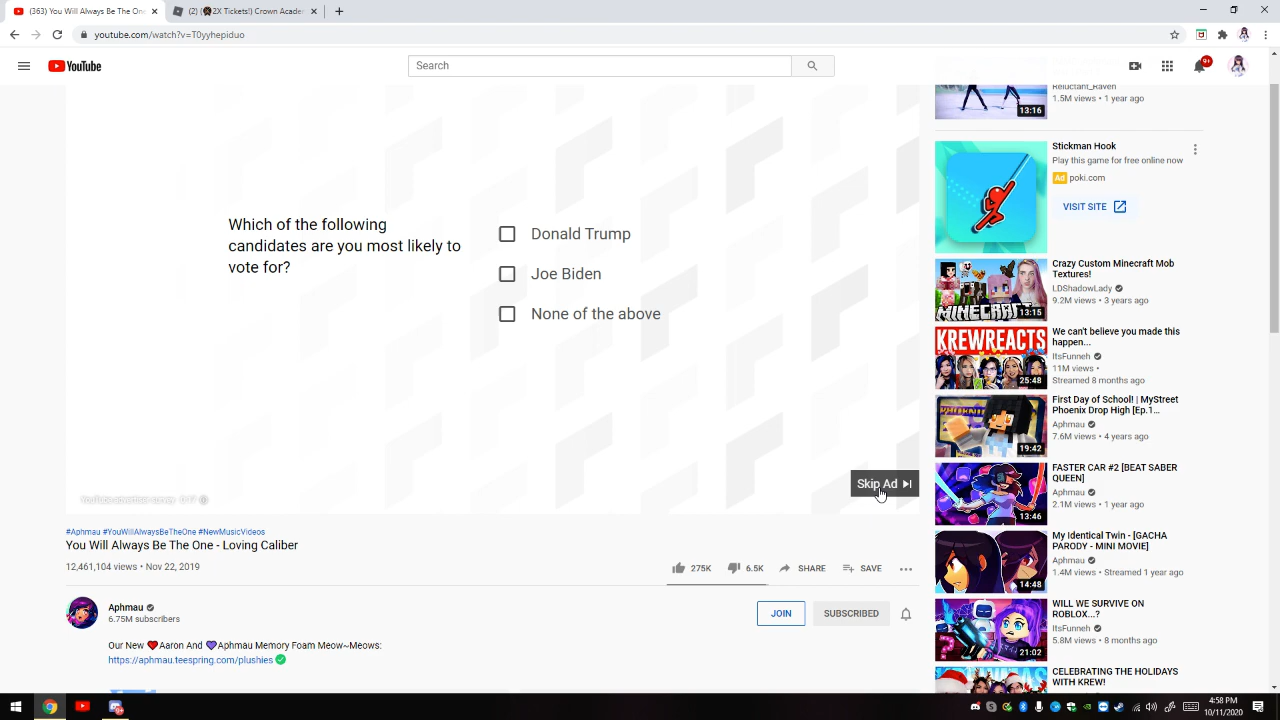 (363) You Will Always Be The One
(2) (2X Tickets!) Crown Acade
youtube.com/watch?v=T0yyhepiduo
YouTube
Search
9+
Which of the following
candidates are you most likely to
vote for?
Donald Trump
Joe Biden
None of the above
YouTube advertiser survey · 0:17
Skip Ad
#Aphmau #YouWillAlwaysBeTheOne #NewMusicVideos
You Will Always Be The One - Loving Caliber
12,461,104 views • Nov 22, 2019
275K
6.5K
SHARE
SAVE
Aphmau
6.75M subscribers
JOIN
SUBSCRIBED
Our New ❤️Aaron And 💜Aphmau Memory Foam Meow~Meows:
https://aphmau.teespring.com/plushies ✅
Reluctant_Raven
1.5M views • 1 year ago
13:16
Stickman Hook
Play this game for free online now
Ad poki.com
VISIT SITE
Crazy Custom Minecraft Mob
Textures!
LDShadowLady
9.2M views • 3 years ago
MINECRAFT
13:15
We can't believe you made this
happen...
ItsFunneh
11M views •
Streamed 8 months ago
KREWREACTS
25:48
First Day of School! | MyStreet
Phoenix Drop High [Ep.1...
Aphmau
7.6M views • 4 years ago
19:42
FASTER CAR #2 [BEAT SABER
QUEEN]
Aphmau
2.1M views • 1 year ago
13:46
My Identical Twin - [GACHA
PARODY - MINI MOVIE]
Aphmau
1.4M views • Streamed 1 year ago
14:48
WILL WE SURVIVE ON
ROBLOX...?
ItsFunneh
5.8M views • 8 months ago
21:02
CELEBRATING THE HOLIDAYS
WITH KREW!
4:58 PM
10/11/2020